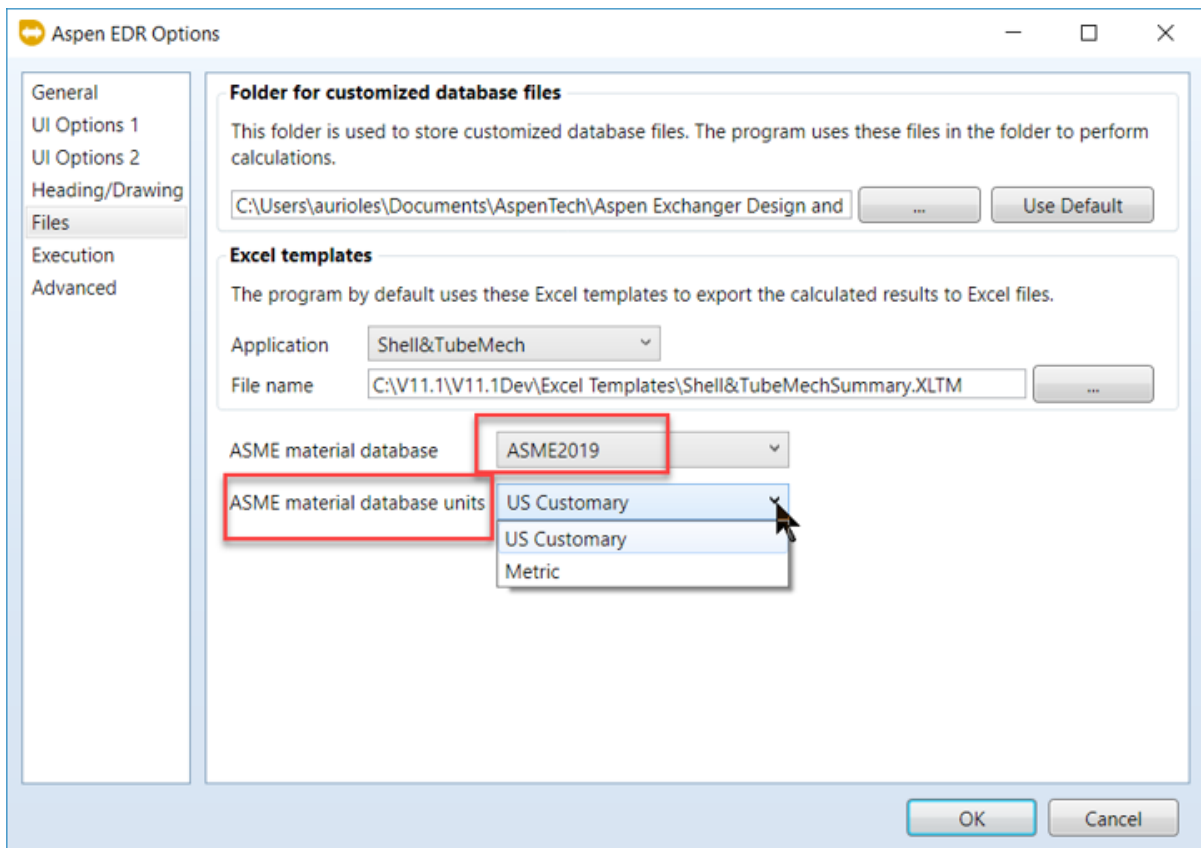 Aspen EDR Options
General
UI Options 1
UI Options 2
Heading/Drawing
Files
Execution
Advanced
Folder for customized database files
This folder is used to store customized database files. The program uses these files in the folder to perform
calculations.
C:\Users\aurioles\Documents\AspenTech\Aspen Exchanger Design and
...
Use Default
Excel templates
The program by default uses these Excel templates to export the calculated results to Excel files.
Application Shell&TubeMech
File name C:\V11.1\V11.1Dev\Excel Templates\Shell&TubeMechSummary.XLTM ...
ASME material database ASME2019
ASME material database units US Customary
US Customary
Metric
OK Cancel